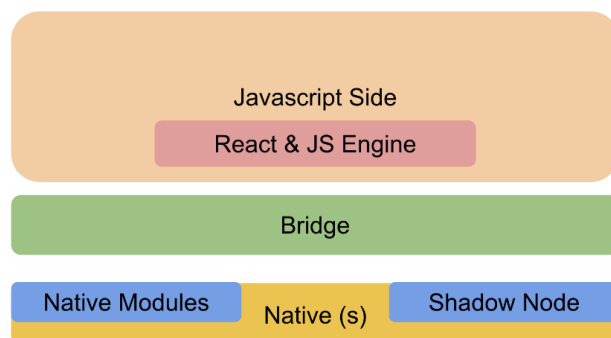 Javascript Side
React & JS Engine
Bridge
Native Modules
Native (s)
Shadow Node